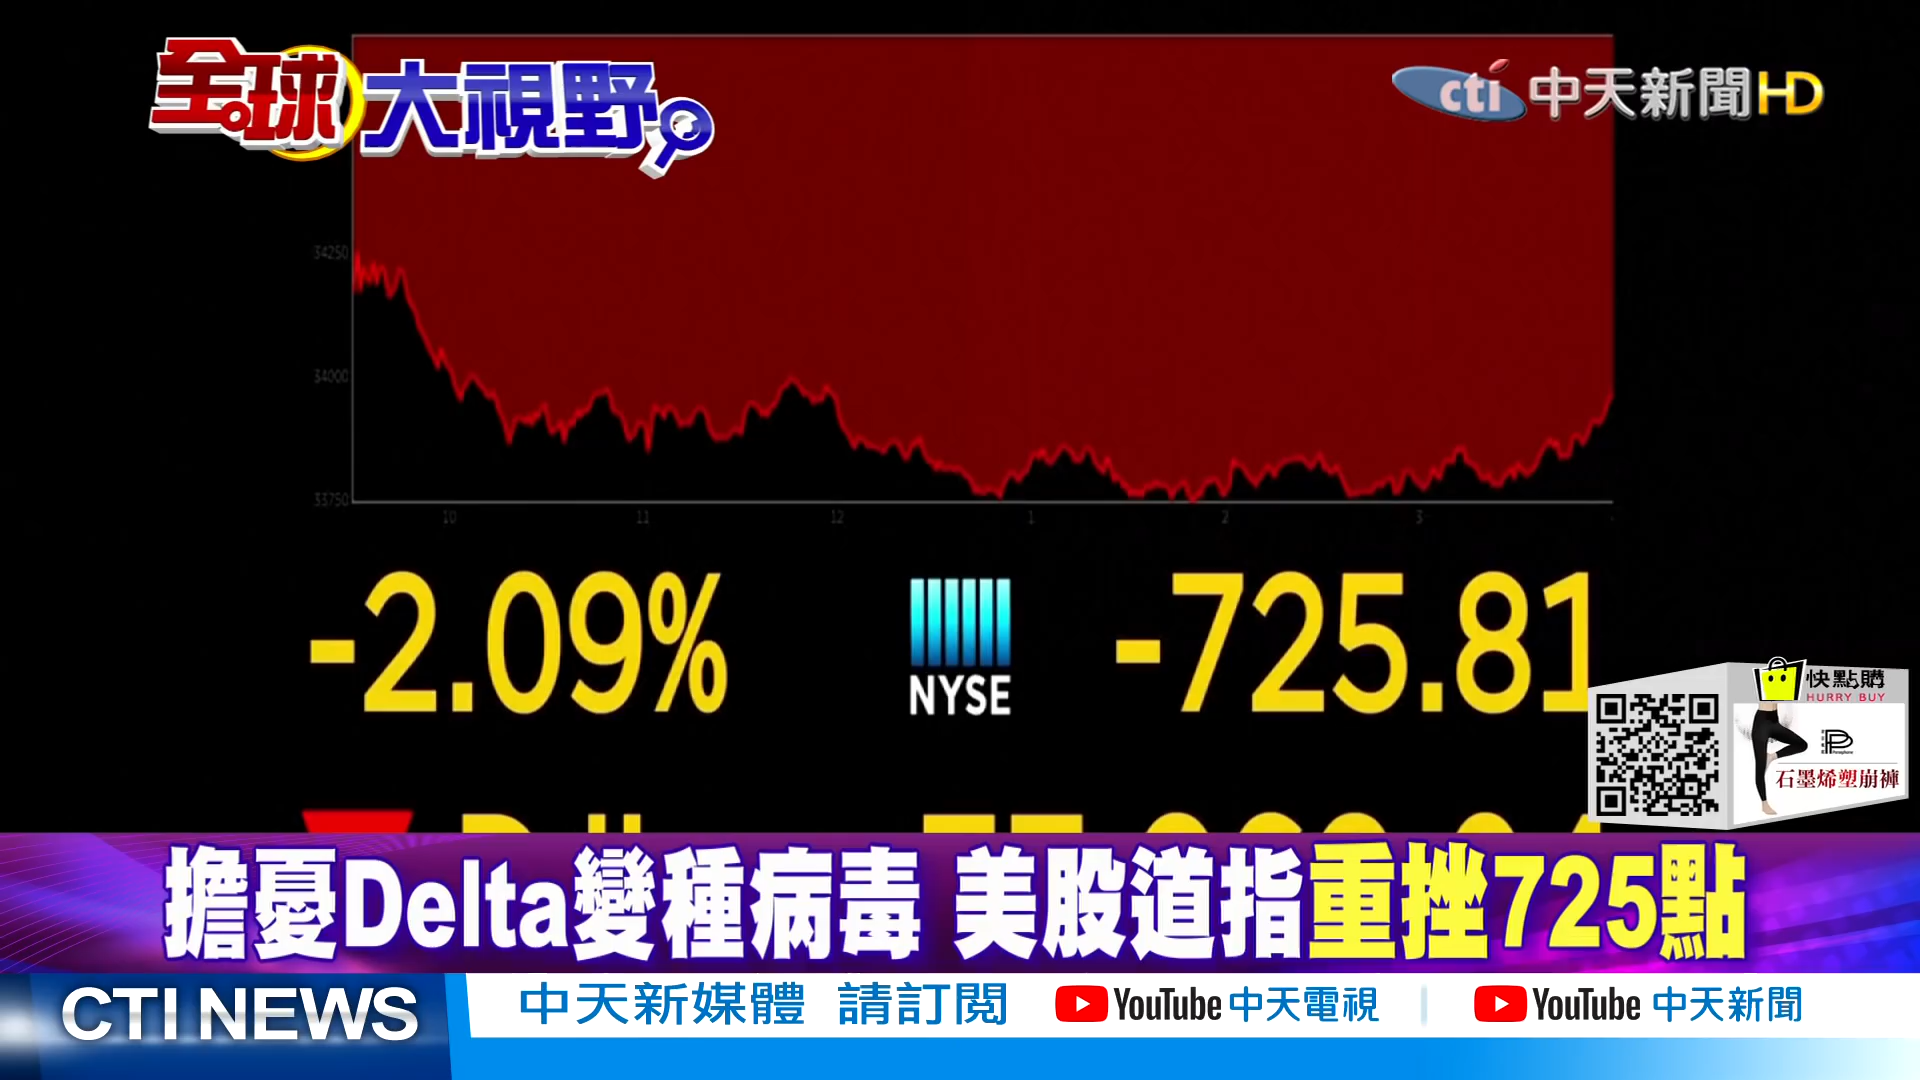 全球大視野
cti 中天新聞HD
34250
34000
33750
10 11 12 1 2 3
-2.09% NYSE -725.81
快點購
HURRY BUY
石墨烯塑崩褲
擔憂Delta變種病毒 美股道指重挫725點
CTI NEWS 中天新媒體 請訂閱 YouTube 中天電視 YouTube 中天新聞